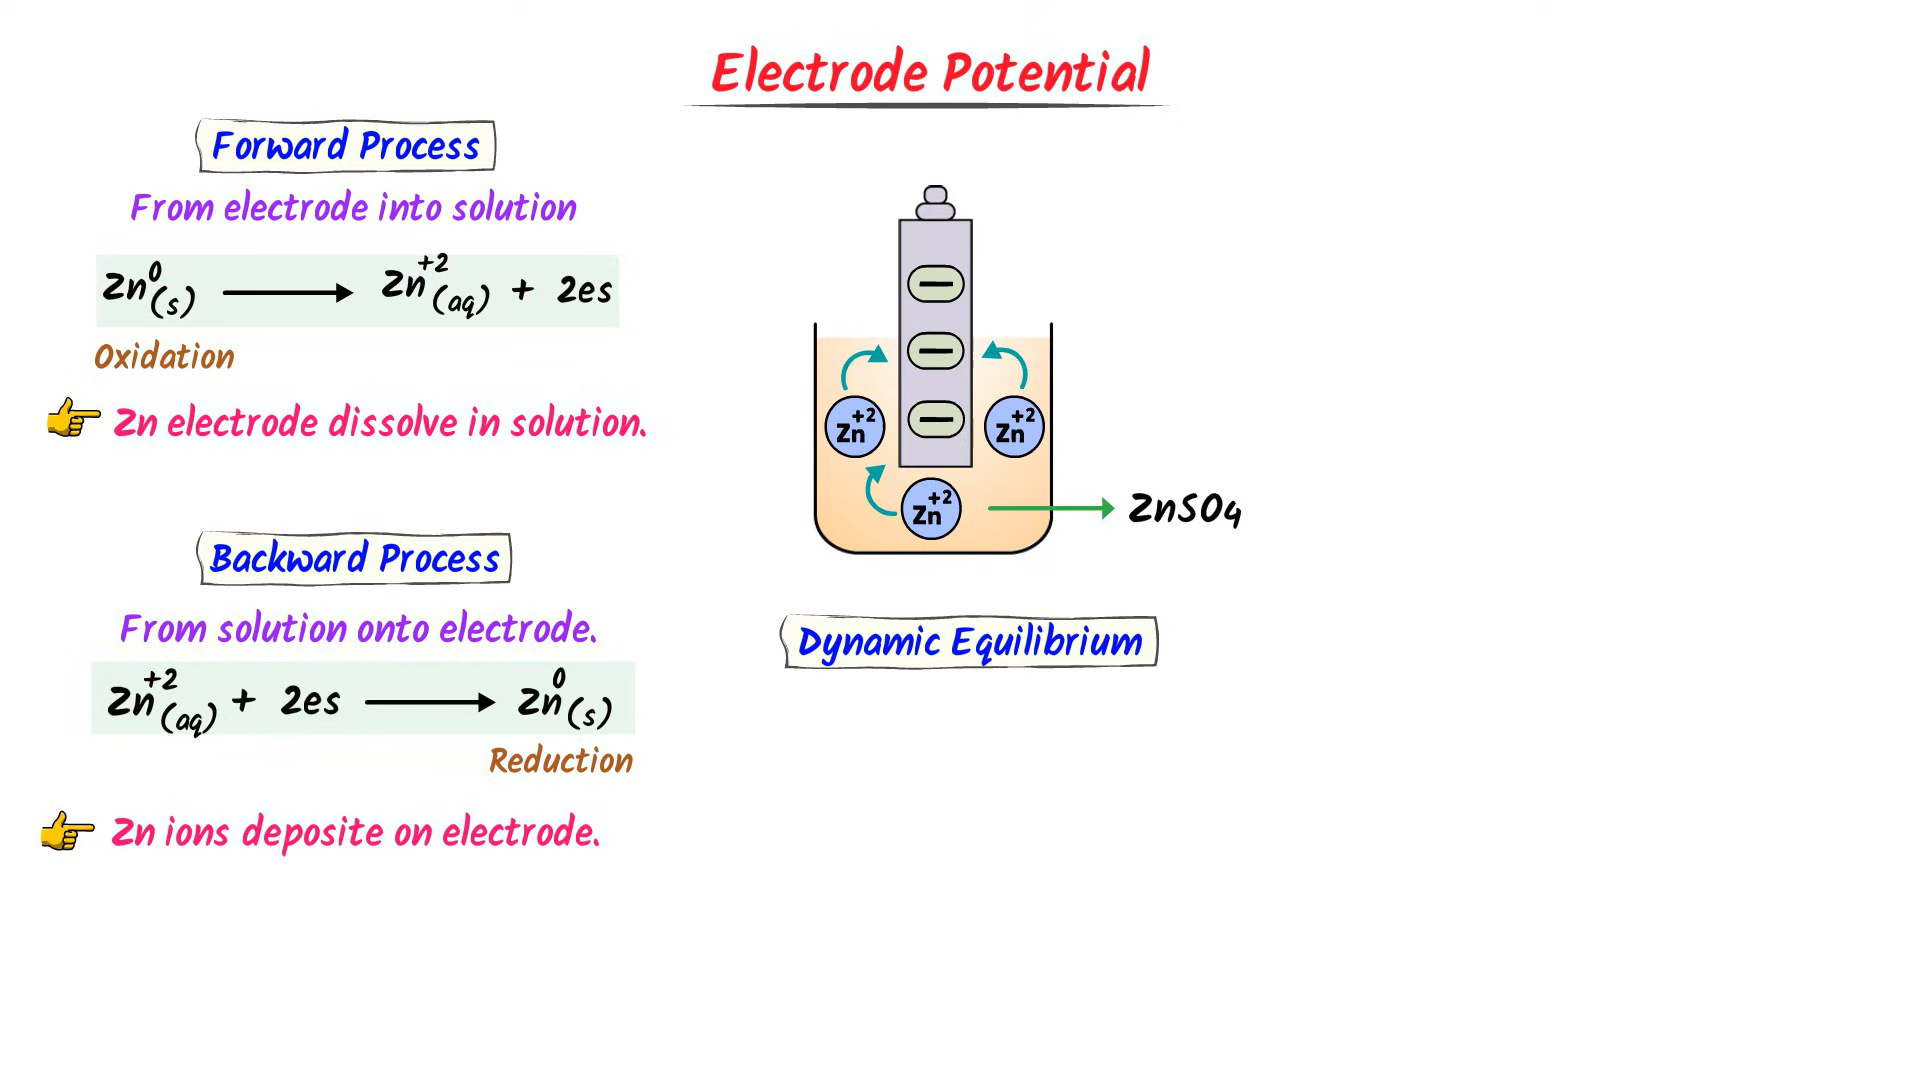 Electrode Potential
Forward Process
From electrode into solution
Zn⁰(s) ⟶ Zn⁺²(aq) + 2es
Oxidation
Zn electrode dissolve in solution.
Backward Process
From solution onto electrode.
Zn⁺²(aq) + 2es ⟶ Zn⁰(s)
Reduction
Zn ions deposite on electrode.
Zn⁺² Zn⁺²
Zn⁺²
ZnSO₄
Dynamic Equilibrium